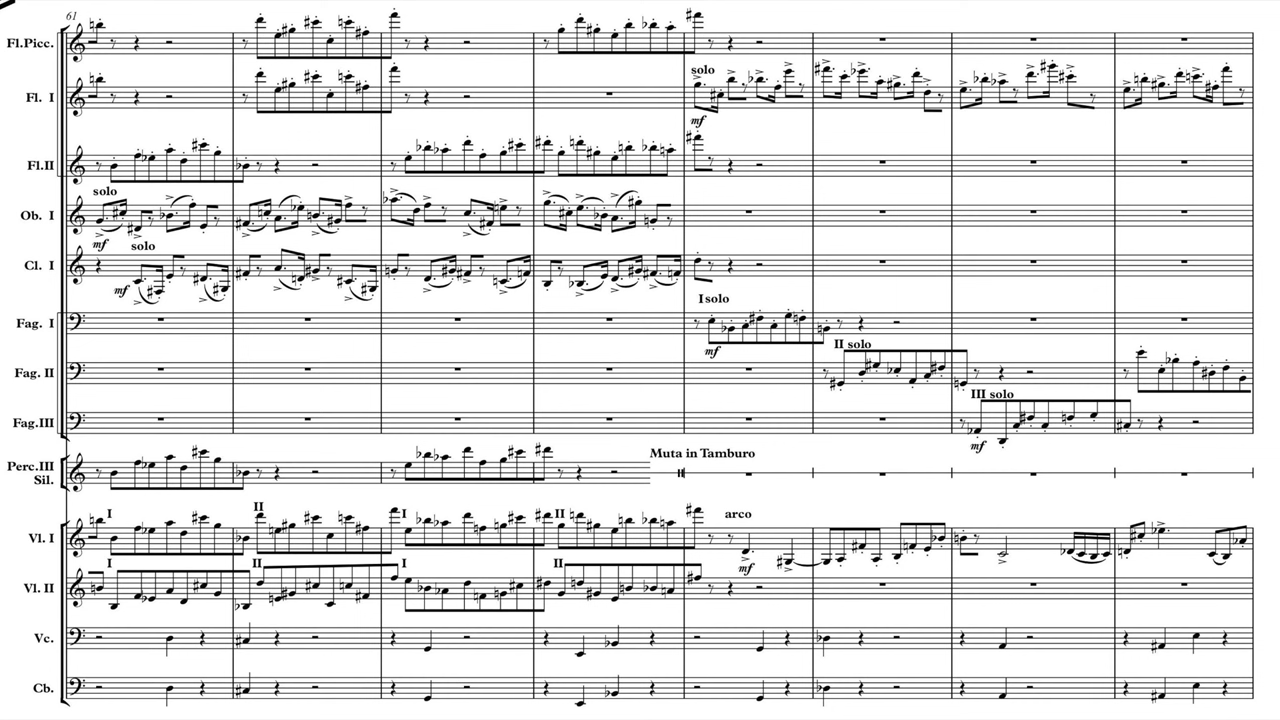 61
Fl.Picc.
Fl. I
solo
mf
Fl.II
solo
Ob. I
mf
solo
Cl. I
mf
I solo
Fag. I
mf
II solo
Fag. II
III solo
Fag.III
mf
Perc.III
Sil.
Muta in Tamburo
I II I II arco
Vl. I
mf
I II I II
Vl. II
Vc.
Cb.